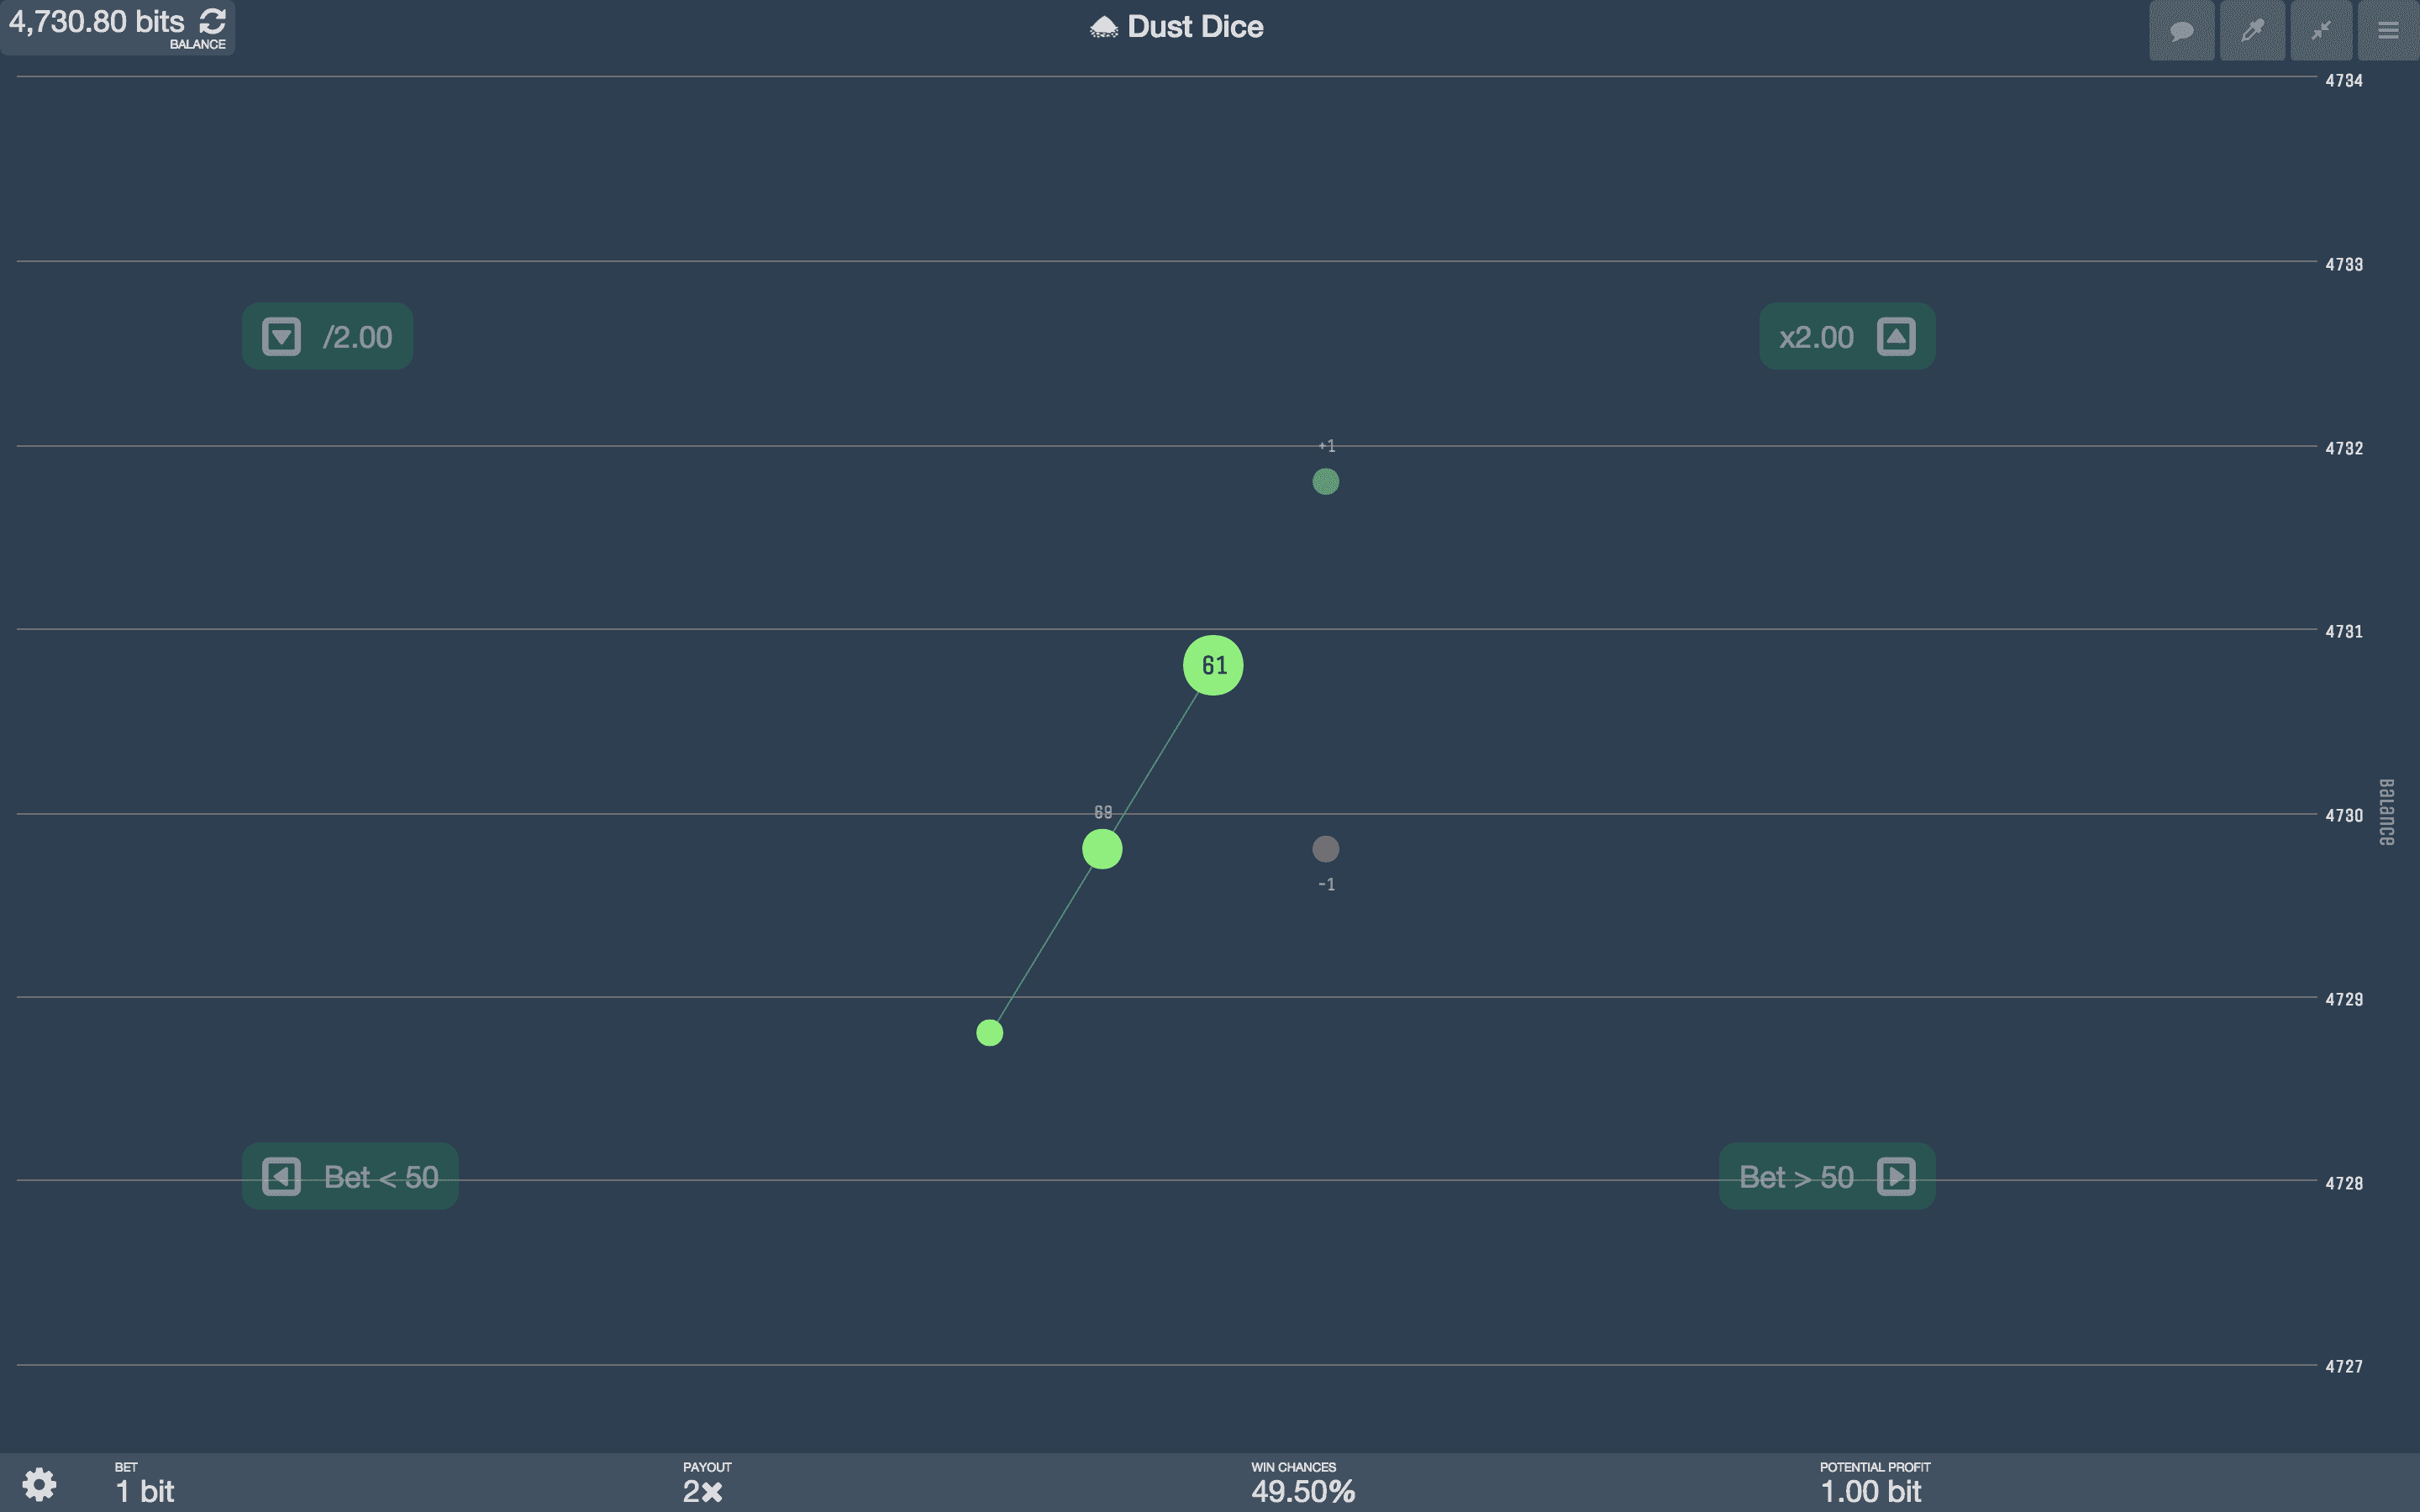 4,730.80 bits
BALANCE
Dust Dice
4734
4733
/2.00
x2.00
+1
4732
4731
61
4730
Balance
-1
4729
Bet < 50
Bet > 50
4728
4727
BET
1 bit
PAYOUT
2✖
WIN CHANCES
49.50%
POTENTIAL PROFIT
1.00 bit